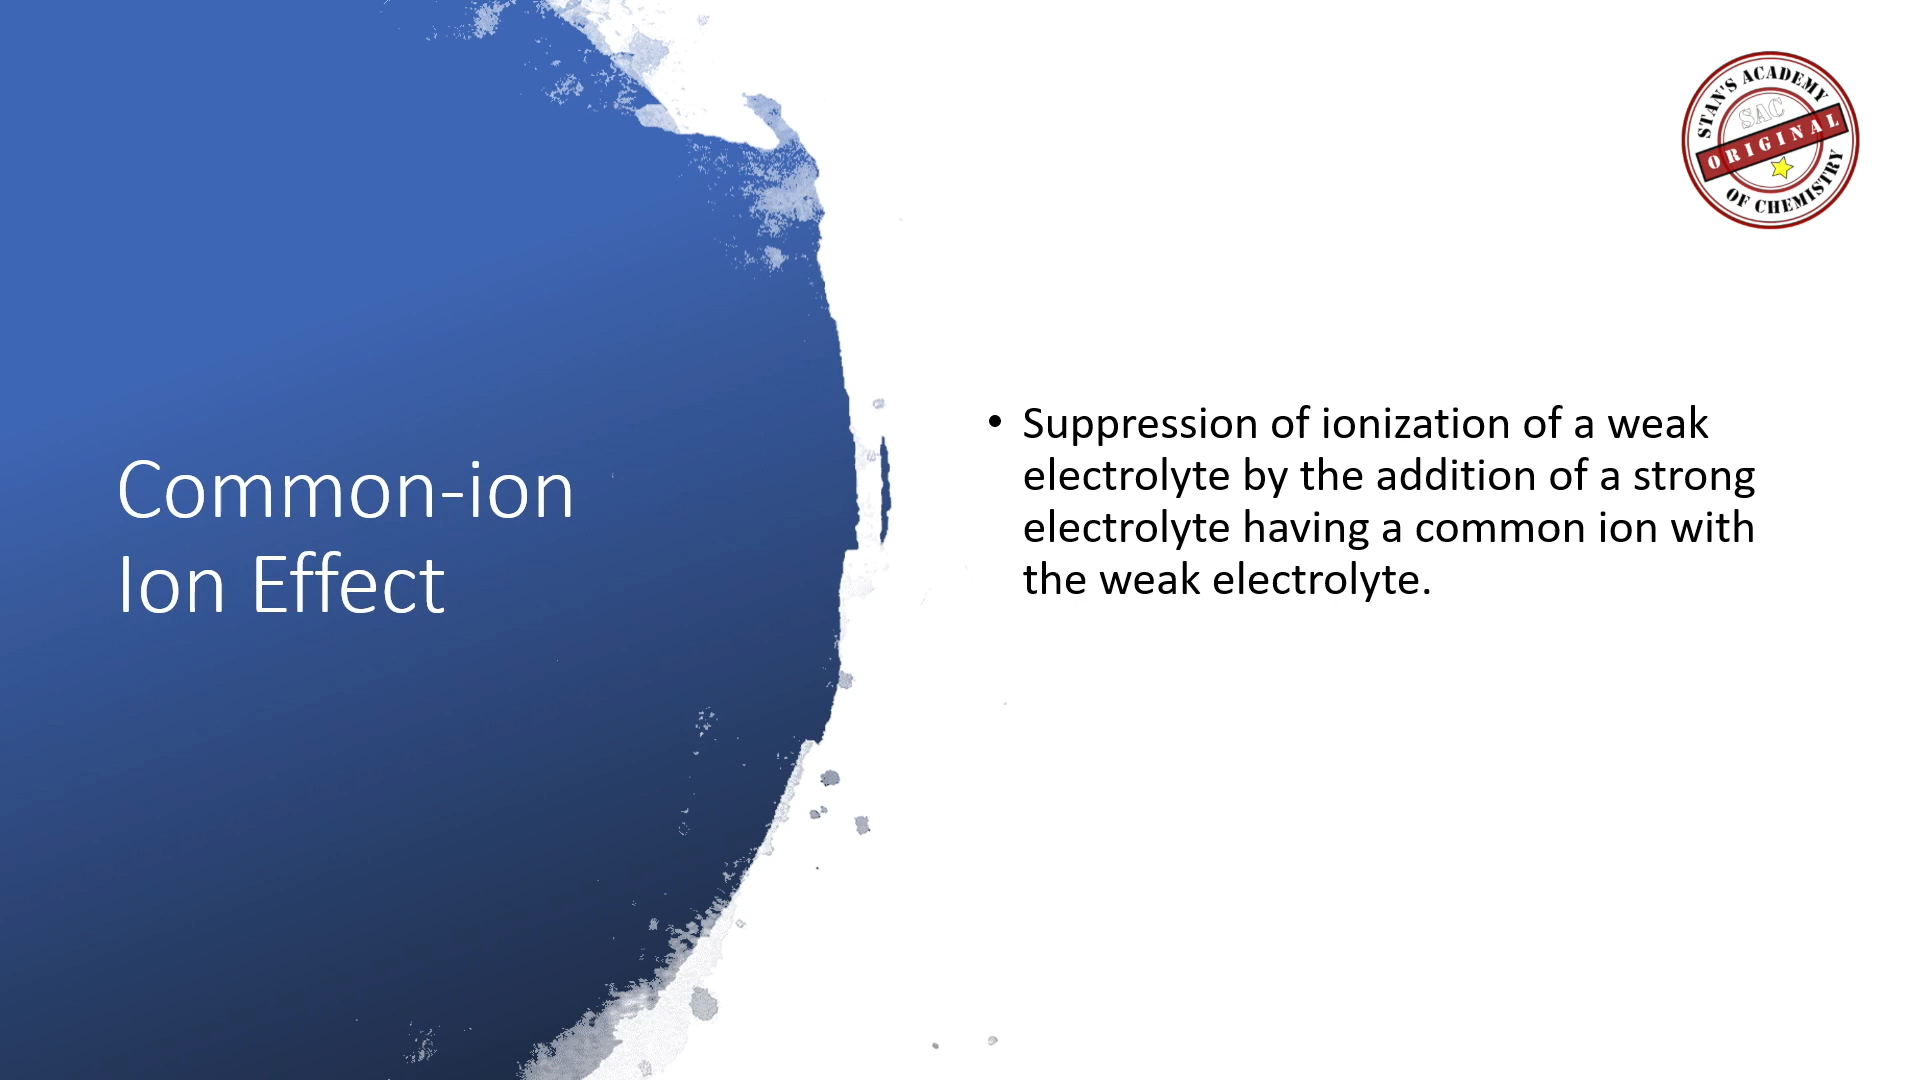 Common-ion
Ion Effect
• Suppression of ionization of a weak
electrolyte by the addition of a strong
electrolyte having a common ion with
the weak electrolyte.
STAN'S ACADEMY
SAC
ORIGINAL
OF CHEMISTRY